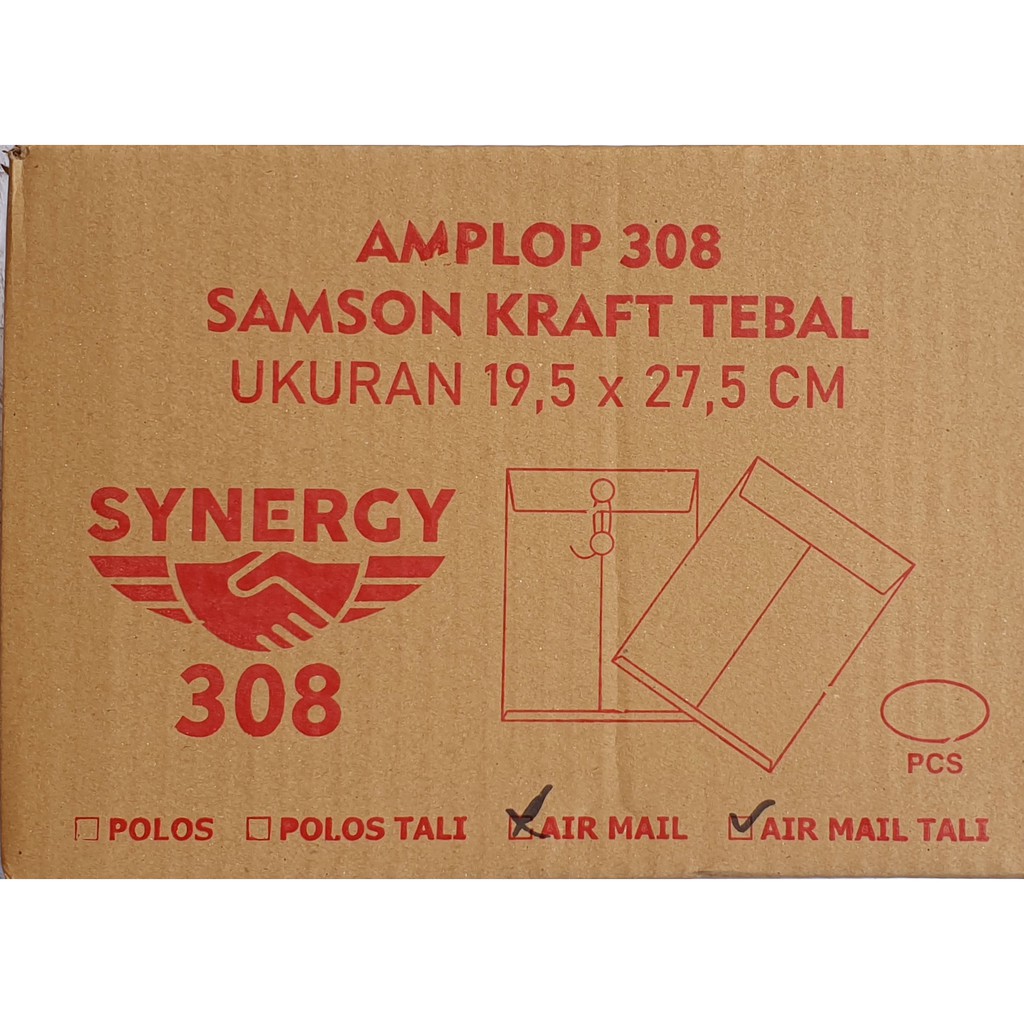 AMPLOP 308
SAMSON KRAFT TEBAL
UKURAN 19,5 x 27,5 CM
SYNERGY
308
PCS
POLOS POLOS TALI AIR MAIL AIR MAIL TALI